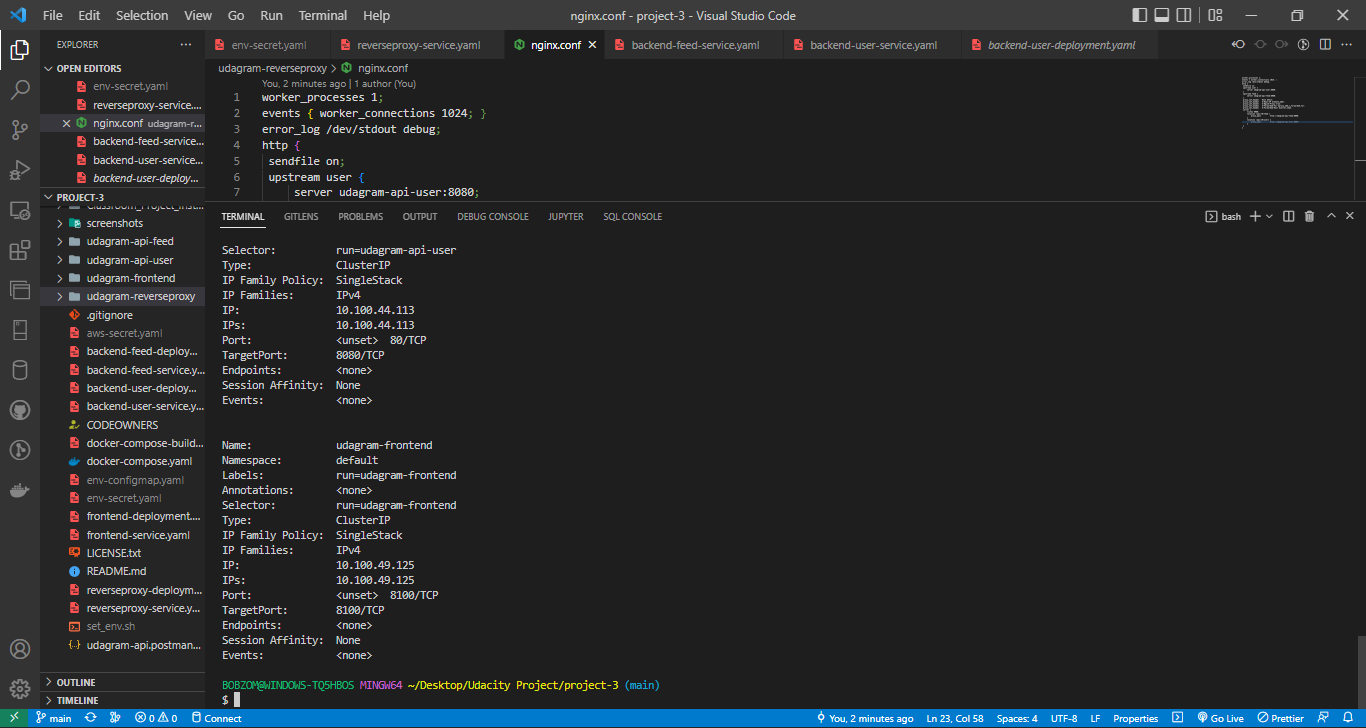 File Edit Selection View Go Run Terminal Help nginx.conf - project-3 - Visual Studio Code
EXPLORER
env-secret.yaml reverseproxy-service.yaml nginx.conf backend-feed-service.yaml backend-user-service.yaml backend-user-deployment.yaml
OPEN EDITORS
env-secret.yaml
reverseproxy-service....
nginx.conf udagram-r...
backend-feed-service...
backend-user-service...
backend-user-deploy...
PROJECT-3
screenshots
udagram-api-feed
udagram-api-user
udagram-frontend
udagram-reverseproxy
.gitignore
aws-secret.yaml
backend-feed-deploy...
backend-feed-service.y...
backend-user-deploy...
backend-user-service.y...
CODEOWNERS
docker-compose-build...
docker-compose.yaml
env-configmap.yaml
env-secret.yaml
frontend-deployment....
frontend-service.yaml
LICENSE.txt
README.md
reverseproxy-deploym...
reverseproxy-service.y...
set_env.sh
udagram-api.postman...
OUTLINE
TIMELINE
udagram-reverseproxy > nginx.conf
You, 2 minutes ago | 1 author (You)
1 worker_processes 1;
2 events { worker_connections 1024; }
3 error_log /dev/stdout debug;
4 http {
5 sendfile on;
6 upstream user {
7 server udagram-api-user:8080;
TERMINAL GITLENS PROBLEMS OUTPUT DEBUG CONSOLE JUPYTER SQL CONSOLE bash
Selector: run=udagram-api-user
Type: ClusterIP
IP Family Policy: SingleStack
IP Families: IPv4
IP: 10.100.44.113
IPs: 10.100.44.113
Port: <unset> 80/TCP
TargetPort: 8080/TCP
Endpoints: <none>
Session Affinity: None
Events: <none>
Name: udagram-frontend
Namespace: default
Labels: run=udagram-frontend
Annotations: <none>
Selector: run=udagram-frontend
Type: ClusterIP
IP Family Policy: SingleStack
IP Families: IPv4
IP: 10.100.49.125
IPs: 10.100.49.125
Port: <unset> 8100/TCP
TargetPort: 8100/TCP
Endpoints: <none>
Session Affinity: None
Events: <none>
BOBZOM@WINDOWS-TQ5HBOS MINGW64 ~/Desktop/Udacity Project/project-3 (main)
$
main 0 0 Connect You, 2 minutes ago Ln 23, Col 58 Spaces: 4 UTF-8 LF Properties Go Live Prettier